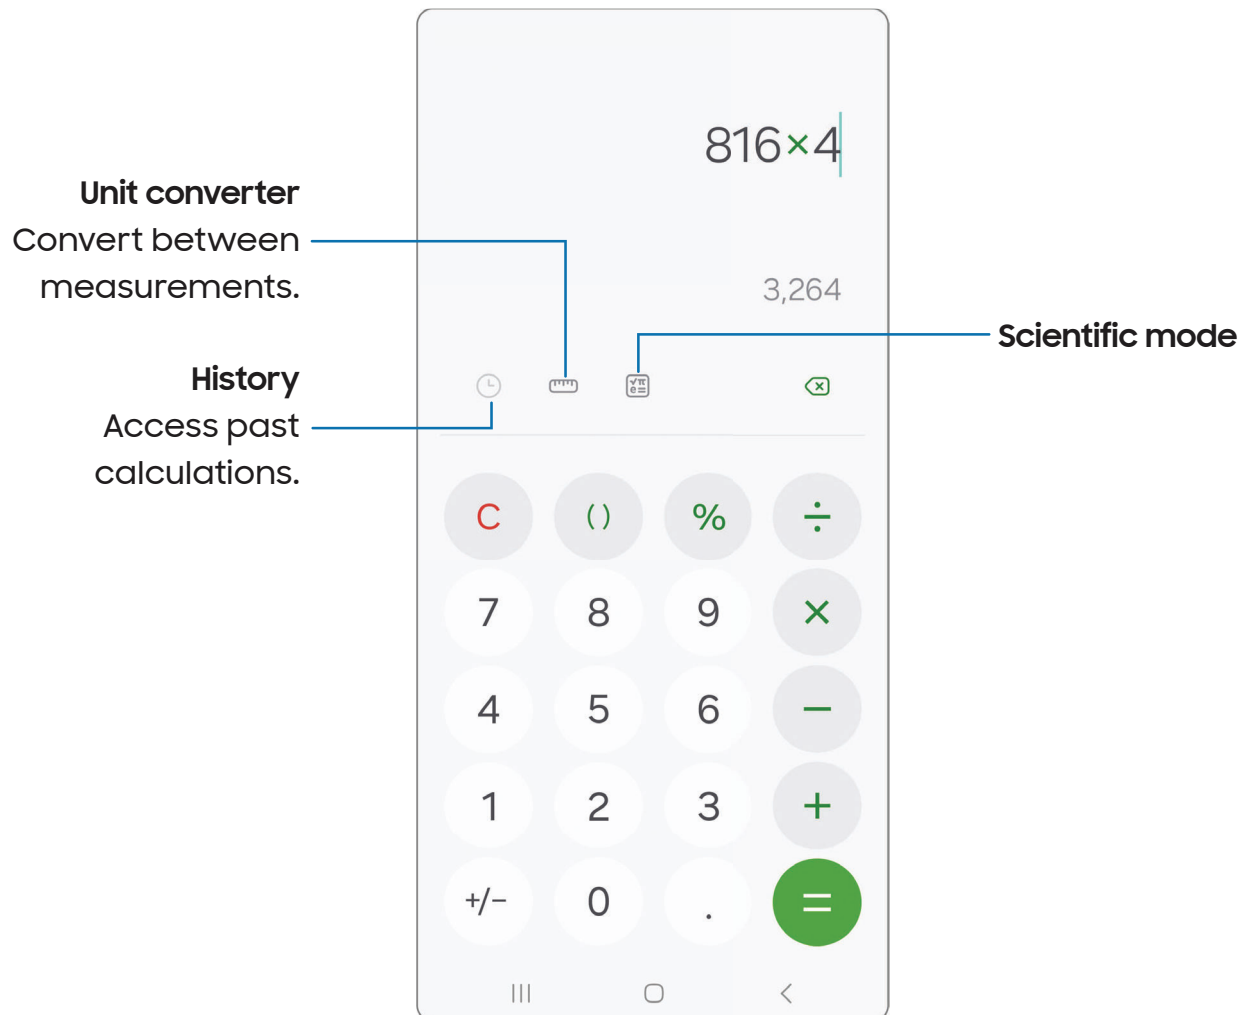 816×4
Unit converter
Convert between
measurements.
3,264
Scientific mode
History
Access past
calculations.
√π
e=
C () % ÷
7 8 9 ×
4 5 6 −
1 2 3 +
+/− 0 . =